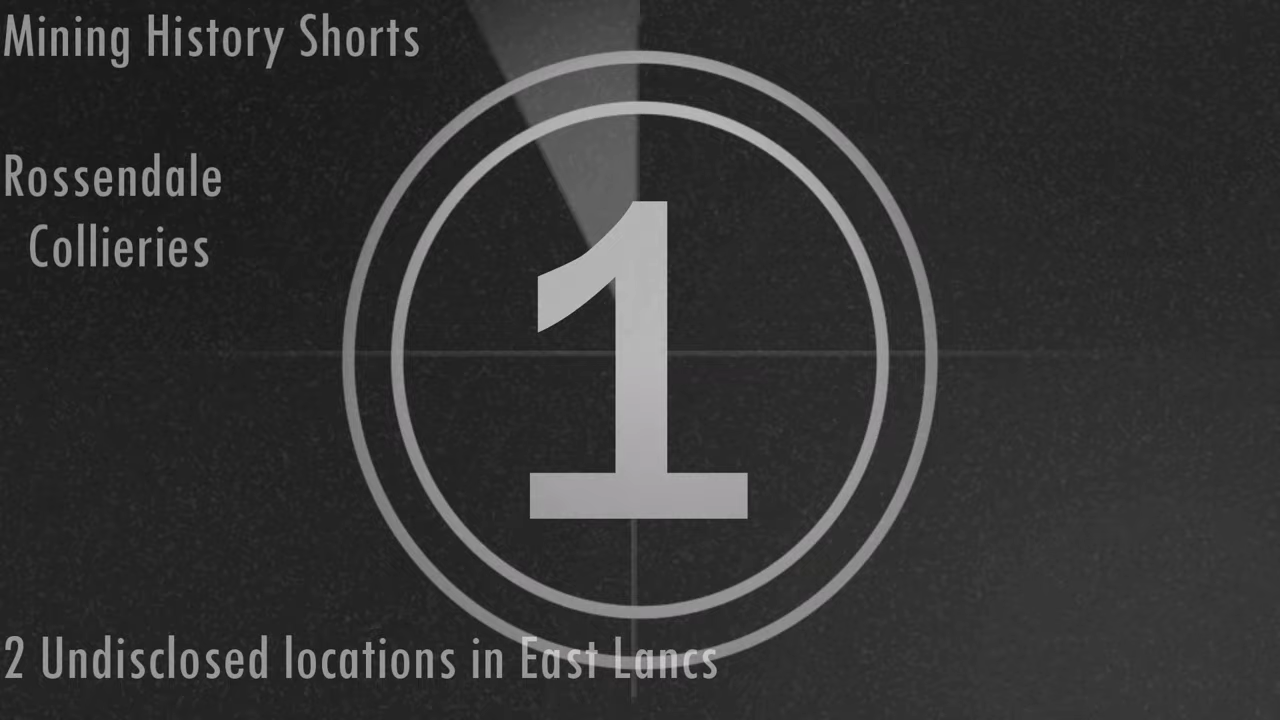 Mining History Shorts
Rossendale
Collieries
1
2 Undisclosed locations in East Lancs